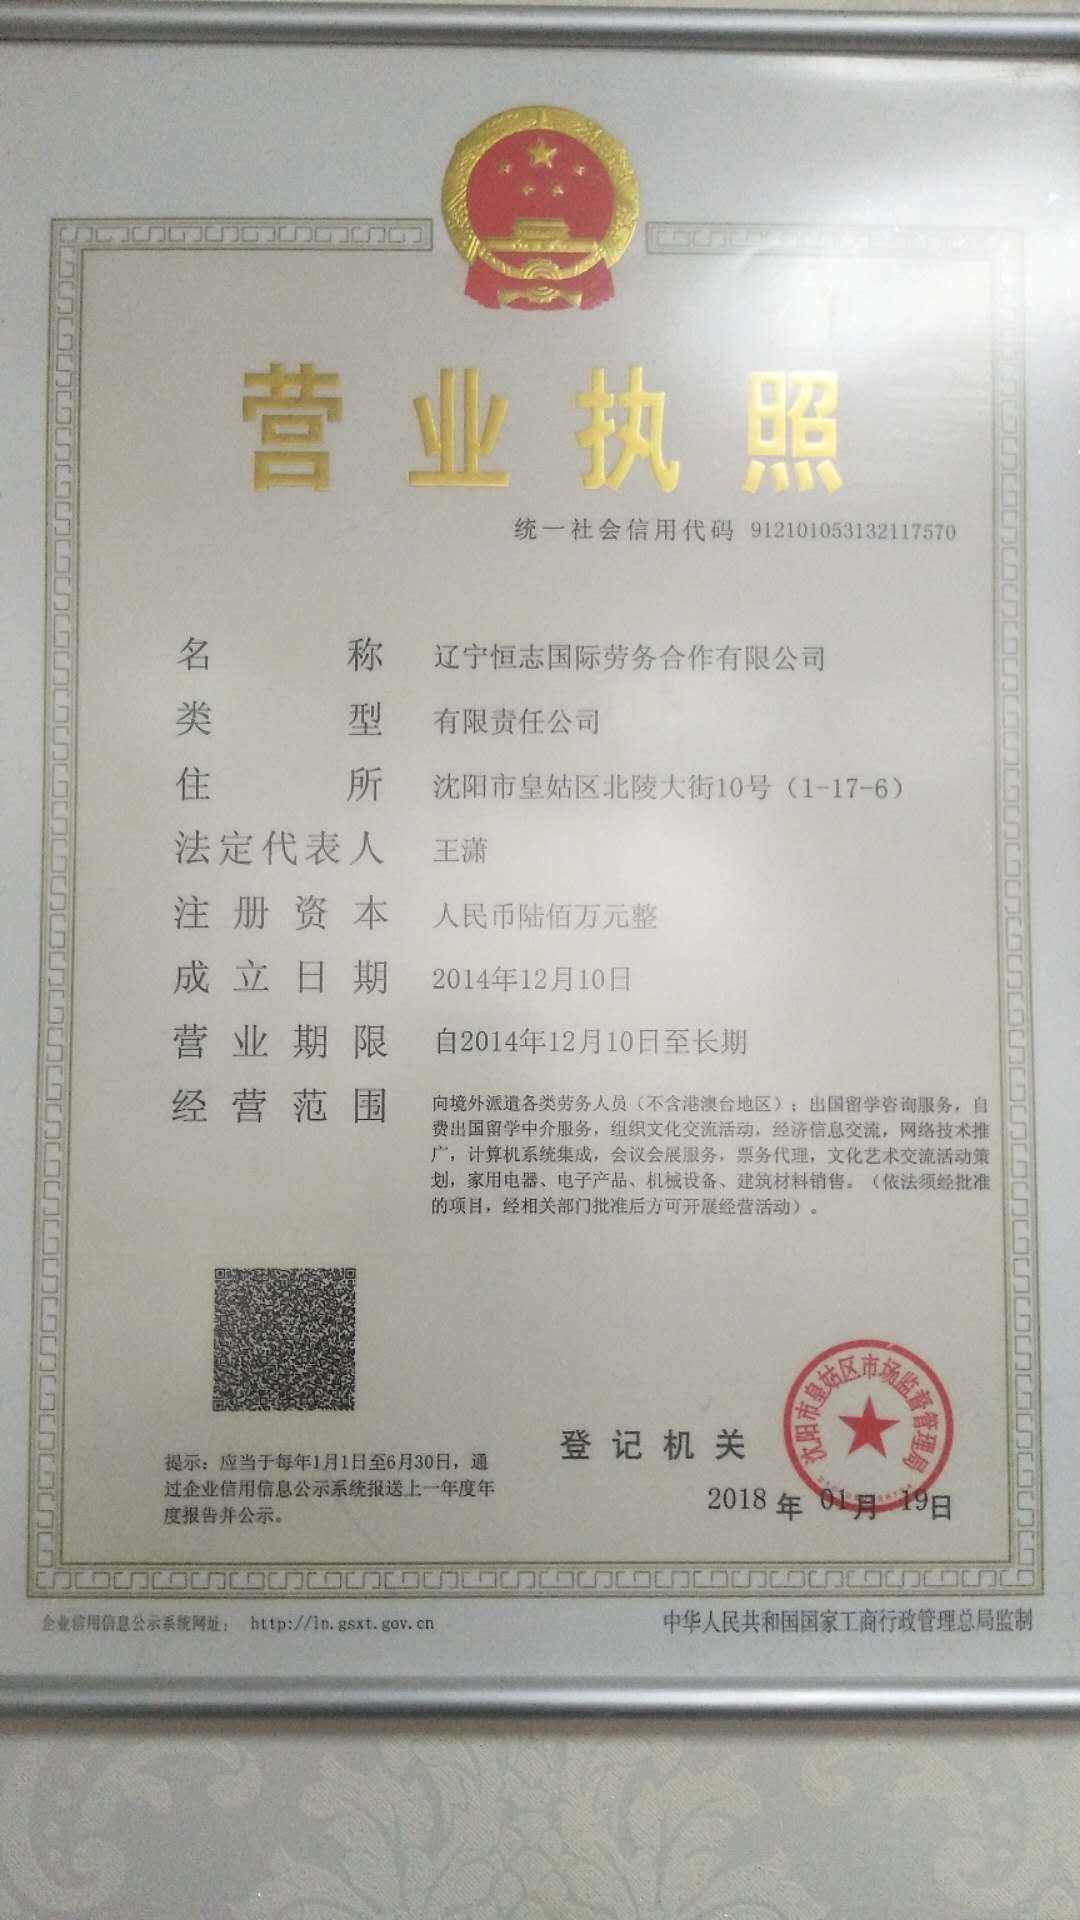 营业执照
统一社会信用代码 912101053132117570
名称 辽宁恒志国际劳务合作有限公司
类型 有限责任公司
住所 沈阳市皇姑区北陵大街10号（1-17-6）
法定代表人 王潇
注册资本 人民币陆佰万元整
成立日期 2014年12月10日
营业期限 自2014年12月10日至长期
经营范围 向境外派遣各类劳务人员（不含港澳台地区）；出国留学咨询服务，自
费出国留学中介服务，组织文化交流活动，经济信息交流，网络技术推
广，计算机系统集成，会议会展服务，票务代理，文化艺术交流活动策
划，家用电器、电子产品、机械设备、建筑材料销售。（依法须经批准
的项目，经相关部门批准后方可开展经营活动）。
沈阳市皇姑区市场监督管理局
登记机关
2018 年 01月 19日
提示：应当于每年1月1日至6月30日，通
过企业信用信息公示系统报送上一年度年
度报告并公示。
企业信用信息公示系统网址： http://ln.gsxt.gov.cn
中华人民共和国国家工商行政管理总局监制